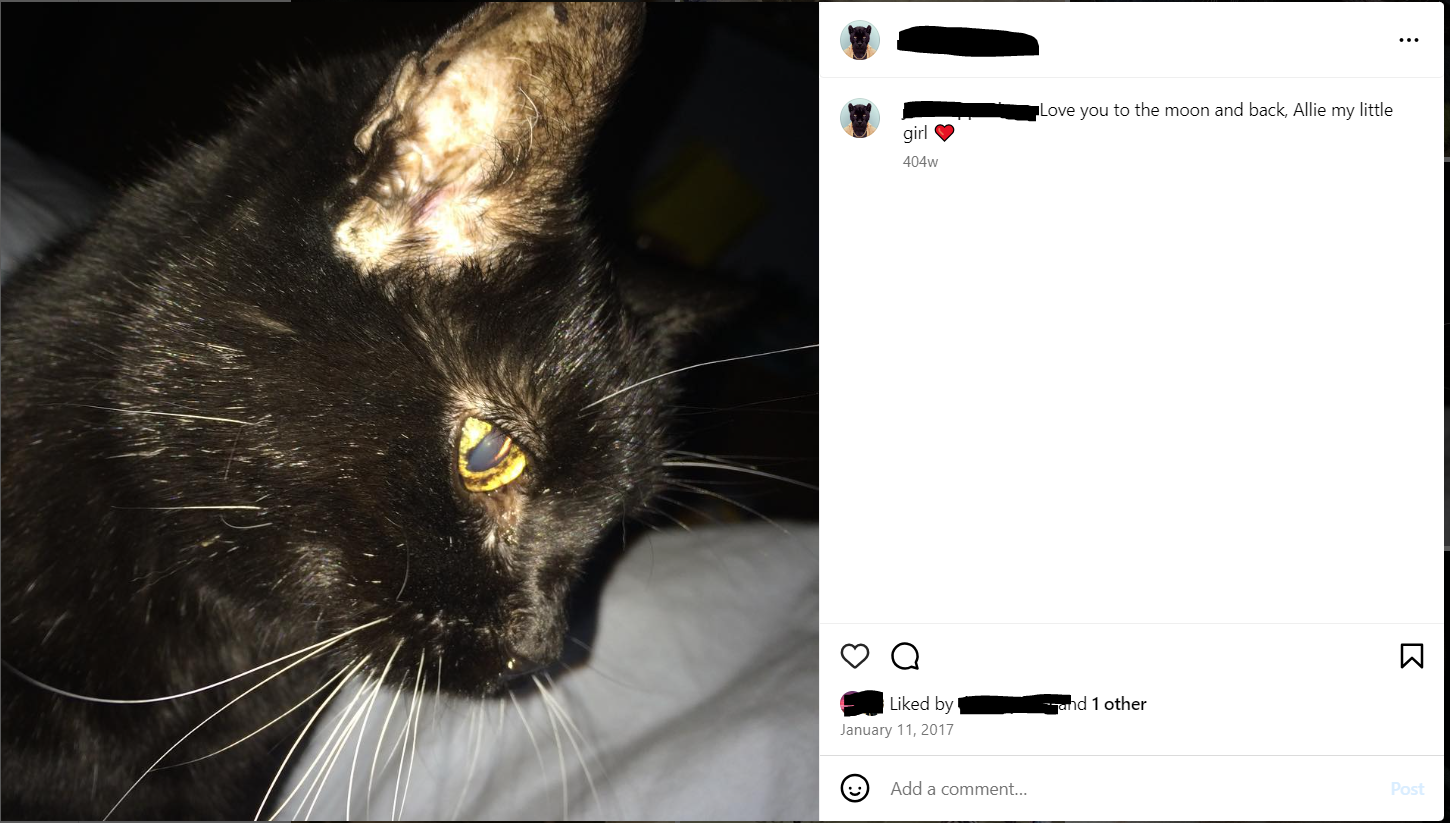 Love you to the moon and back, Allie my little
girl ❤️
404w
Liked by and 1 other
January 11, 2017
Add a comment...
Post